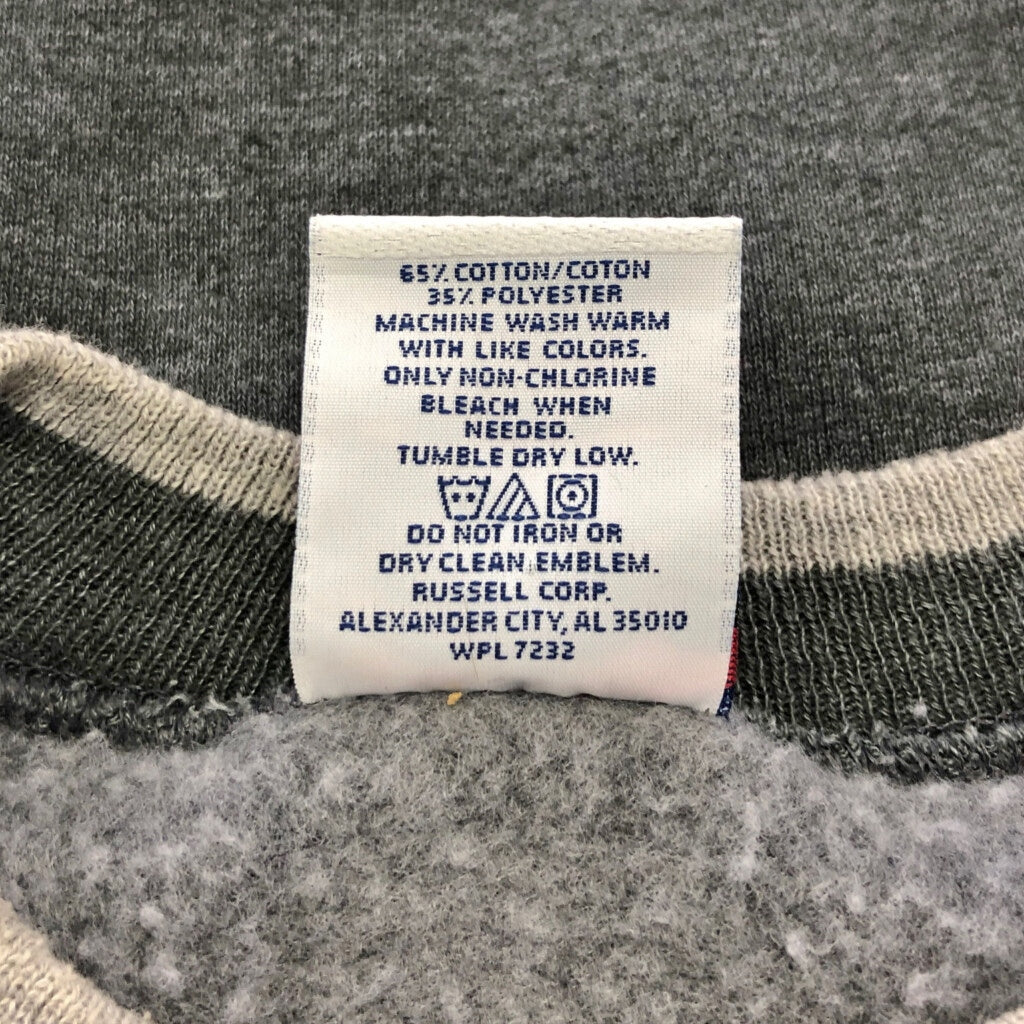 65% COTTON/COTON
35% POLYESTER
MACHINE WASH WARM
WITH LIKE COLORS.
ONLY NON-CHLORINE
BLEACH WHEN
NEEDED.
TUMBLE DRY LOW.
DO NOT IRON OR
DRY CLEAN EMBLEM.
RUSSELL CORP.
ALEXANDER CITY, AL 35010
WPL 7232